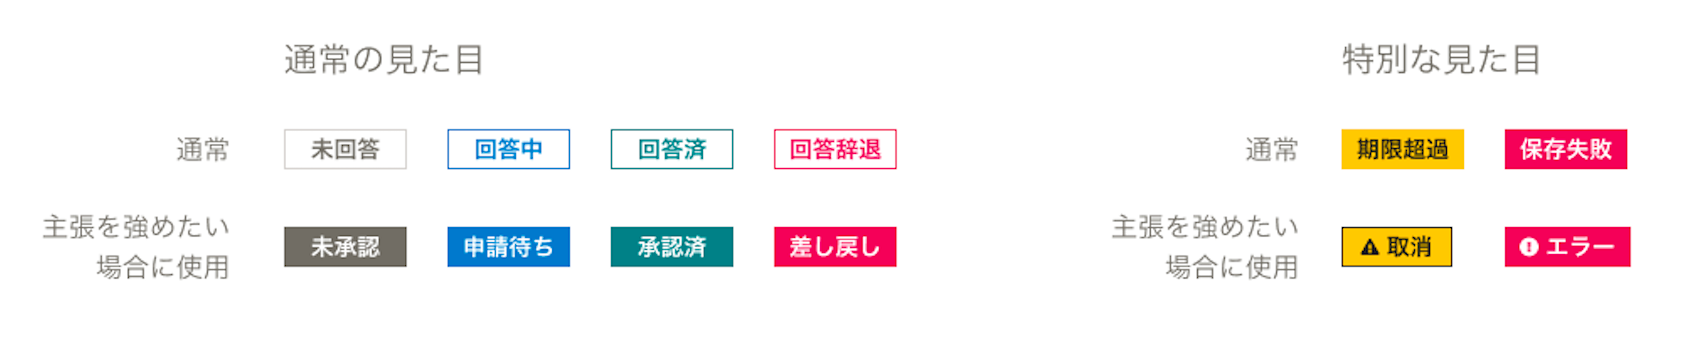 通常の見た目
特別な見た目
通常
未回答
回答中
回答済
回答辞退
通常
期限超過
保存失敗
主張を強めたい
場合に使用
未承認
申請待ち
承認済
差し戻し
主張を強めたい
場合に使用
取消
エラー